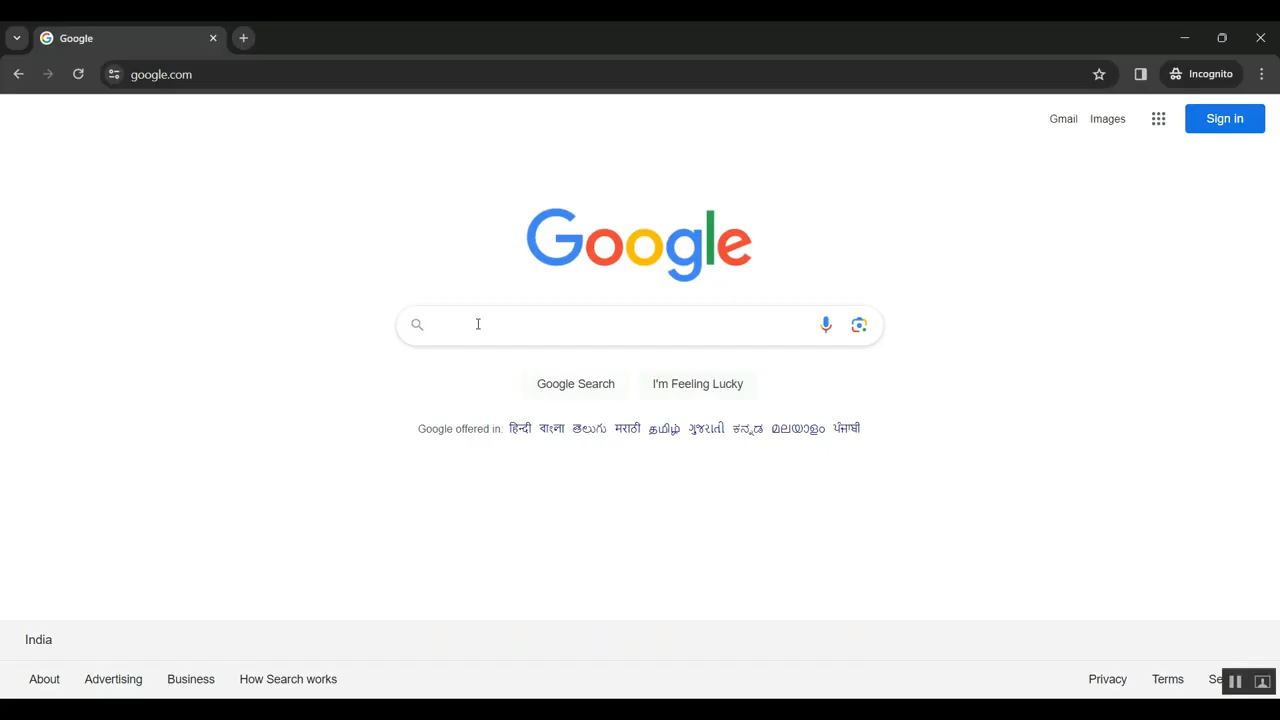 Google
google.com
Incognito
Gmail Images Sign in
Google
Google Search I'm Feeling Lucky
Google offered in: हिन्दी বাংলা తెలుగు मराठी தமிழ் ગુજરાતી ಕನ್ನಡ മലയാളം ਪੰਜਾਬੀ
India
About Advertising Business How Search works Privacy Terms Se